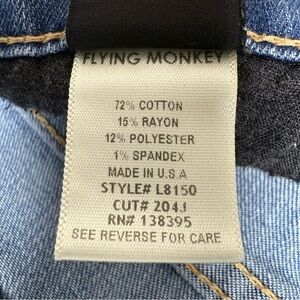 FLYING MONKEY
72% COTTON
15% RAYON
12% POLYESTER
1% SPANDEX
MADE IN U.S.A
STYLE# L8150
CUT# 204J
RN# 138395
SEE REVERSE FOR CARE